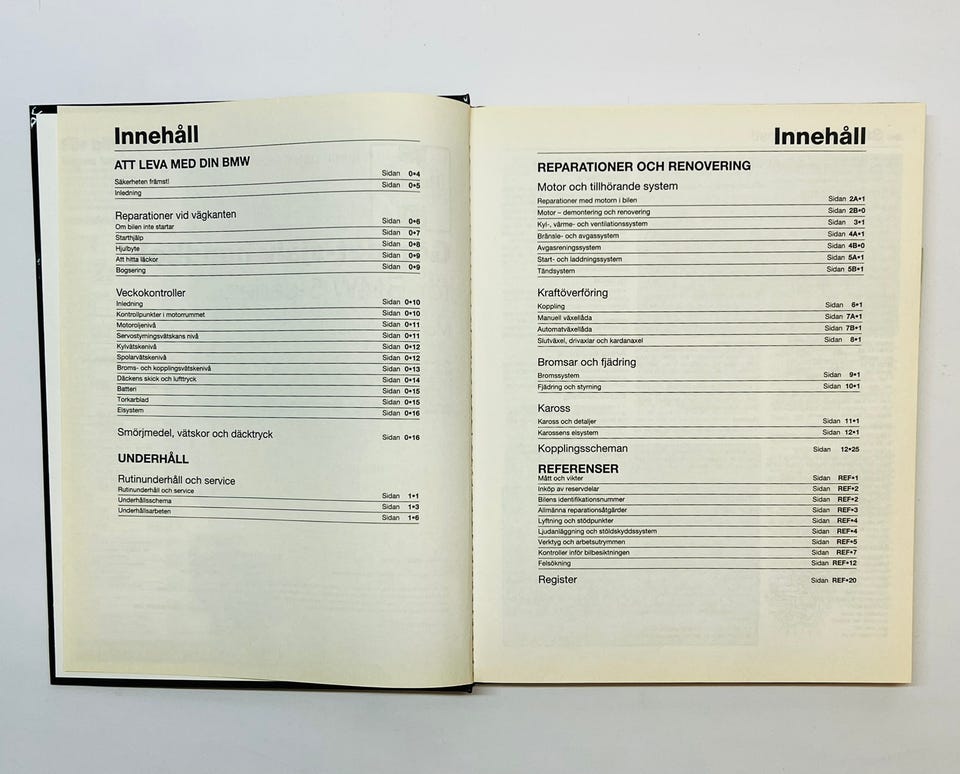 Innehåll
ATT LEVA MED DIN BMW
Säkerheten främst! Sidan 0•4
Inledning Sidan 0•5
Reparationer vid vägkanten
Om bilen inte startar Sidan 0•6
Starthjälp Sidan 0•7
Hjulbyte Sidan 0•8
Att hitta läckor Sidan 0•9
Bogsering Sidan 0•9
Veckokontroller
Inledning Sidan 0•10
Kontrollpunkter i motorrummet Sidan 0•10
Motoroljenivå Sidan 0•11
Servostyrningsvätskans nivå Sidan 0•11
Kylvätskenivå Sidan 0•12
Spolarvätskenivå Sidan 0•12
Broms- och kopplingsvätskenivå Sidan 0•13
Däckens skick och lufttryck Sidan 0•14
Batteri Sidan 0•15
Torkarblad Sidan 0•15
Elsystem Sidan 0•16
Smörjmedel, vätskor och däcktryck Sidan 0•16
UNDERHÅLL
Rutinunderhåll och service
Rutinunderhåll och service Sidan 1•1
Underhållsschema Sidan 1•3
Underhållsarbeten Sidan 1•6
Innehåll
REPARATIONER OCH RENOVERING
Motor och tillhörande system
Reparationer med motorn i bilen Sidan 2A•1
Motor – demontering och renovering Sidan 2B•0
Kyl-, värme- och ventilationssystem Sidan 3•1
Bränsle- och avgassystem Sidan 4A•1
Avgasreningssystem Sidan 4B•0
Start- och laddningssystem Sidan 5A•1
Tändsystem Sidan 5B•1
Kraftöverföring
Koppling Sidan 6•1
Manuell växellåda Sidan 7A•1
Automatväxellåda Sidan 7B•1
Slutväxel, drivaxlar och kardanaxel Sidan 8•1
Bromsar och fjädring
Bromssystem Sidan 9•1
Fjädring och styrning Sidan 10•1
Kaross
Kaross och detaljer Sidan 11•1
Karossens elsystem Sidan 12•1
Kopplingsscheman Sidan 12•25
REFERENSER
Mått och vikter Sidan REF•1
Inköp av reservdelar Sidan REF•2
Bilens identifikationsnummer Sidan REF•2
Allmänna reparationsåtgärder Sidan REF•3
Lyftning och stödpunkter Sidan REF•4
Ljudanläggning och stöldskyddssystem Sidan REF•4
Verktyg och arbetsutrymmen Sidan REF•5
Kontroller inför bilbesiktningen Sidan REF•7
Felsökning Sidan REF•12
Register Sidan REF•20